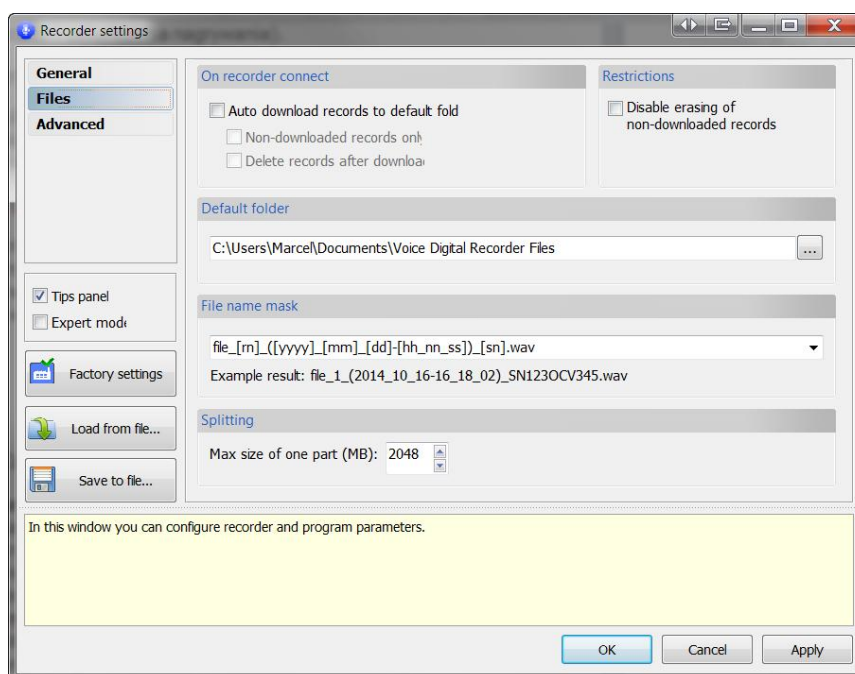 Recorder settings
a nagrywania).
General
Files
Advanced
Tips panel
Expert mode
Factory settings
Load from file...
Save to file...
On recorder connect
Auto download records to default fold
Non-downloaded records only
Delete records after downloa
Restrictions
Disable erasing of
non-downloaded records
Default folder
C:\Users\Marcel\Documents\Voice Digital Recorder Files
...
File name mask
file_[rn]_([yyyy]_[mm]_[dd]-[hh_nn_ss])_[sn].wav
Example result: file_1_(2014_10_16-16_18_02)_SN123OCV345.wav
Splitting
Max size of one part (MB): 2048
In this window you can configure recorder and program parameters.
OK
Cancel
Apply